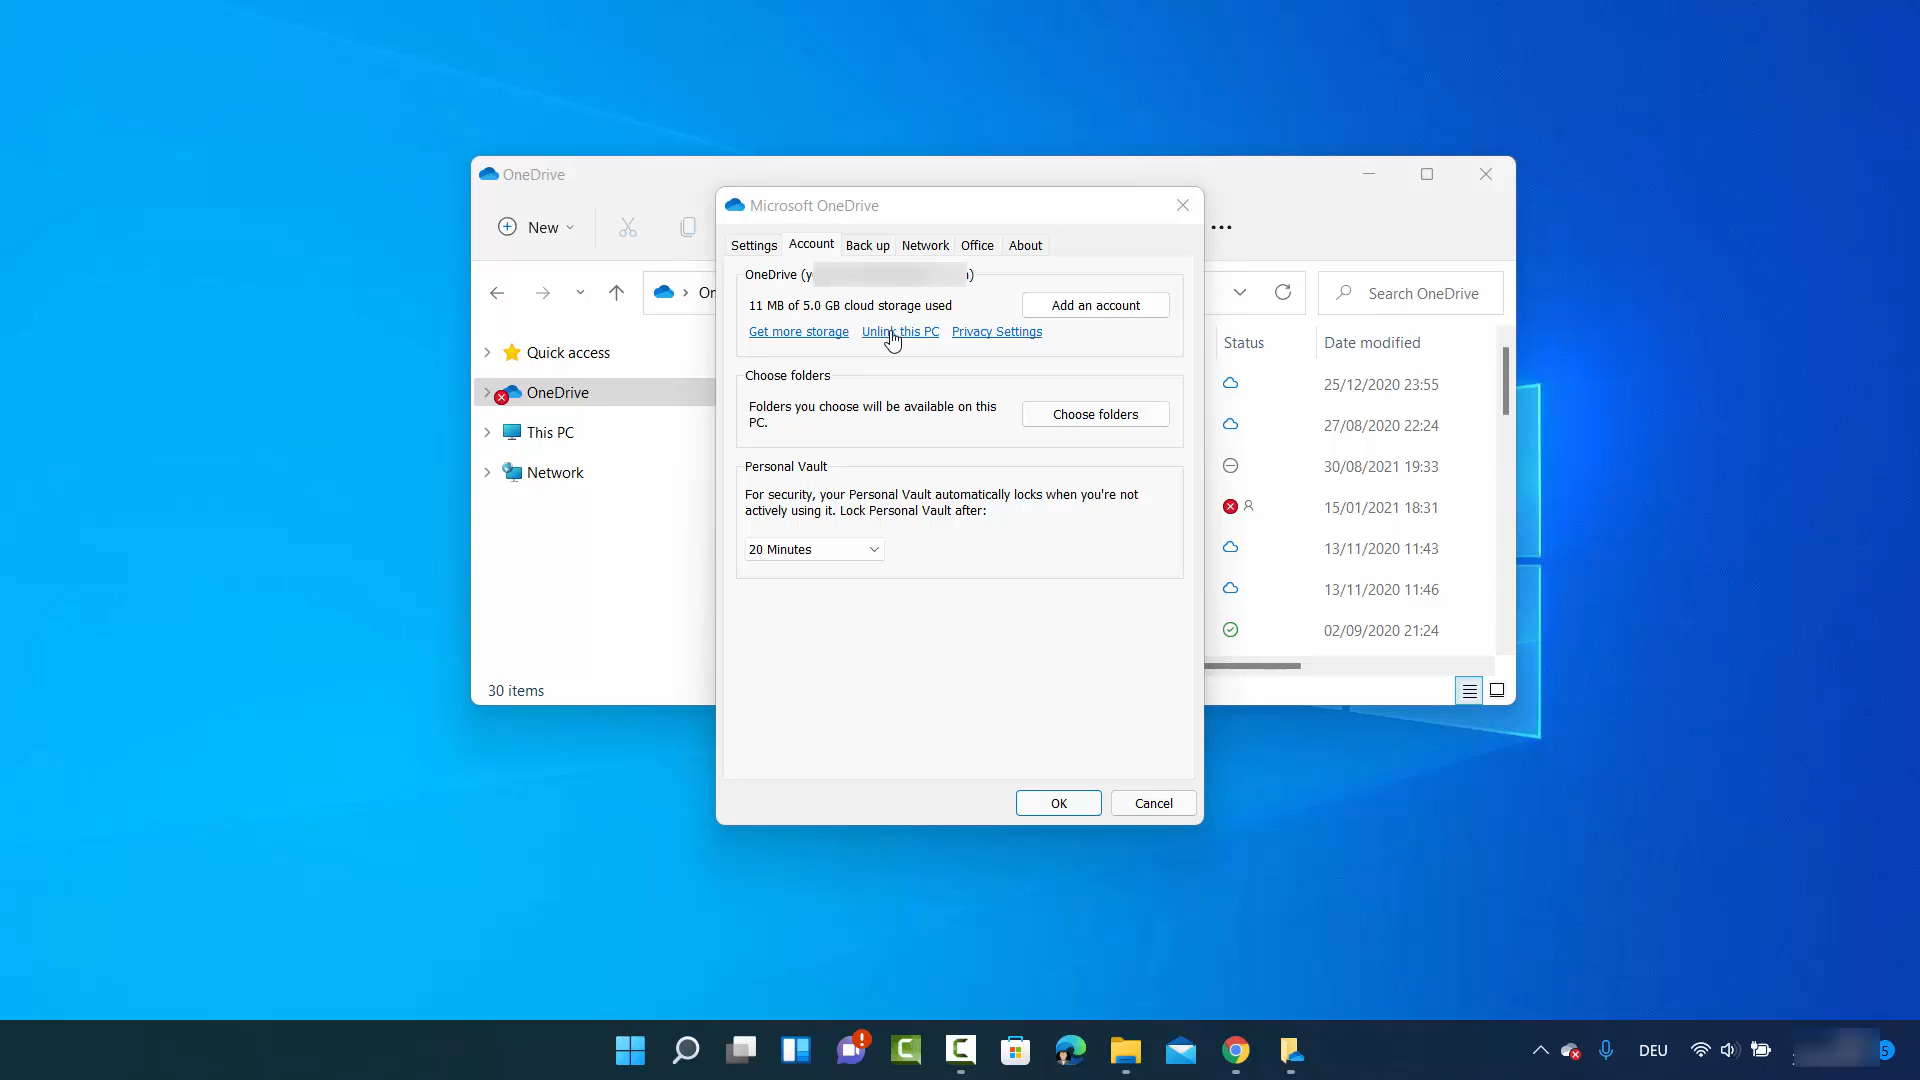 OneDrive
New
Microsoft OneDrive
Settings Account Back up Network Office About
OneDrive
11 MB of 5.0 GB cloud storage used
Add an account
Get more storage Unlink this PC Privacy Settings
Choose folders
Folders you choose will be available on this
PC.
Choose folders
Personal Vault
For security, your Personal Vault automatically locks when you're not
actively using it. Lock Personal Vault after:
20 Minutes
OK
Cancel
Search OneDrive
Quick access
OneDrive
This PC
Network
Status Date modified
25/12/2020 23:55
27/08/2020 22:24
30/08/2021 19:33
15/01/2021 18:31
13/11/2020 11:43
13/11/2020 11:46
02/09/2020 21:24
30 items
DEU
5